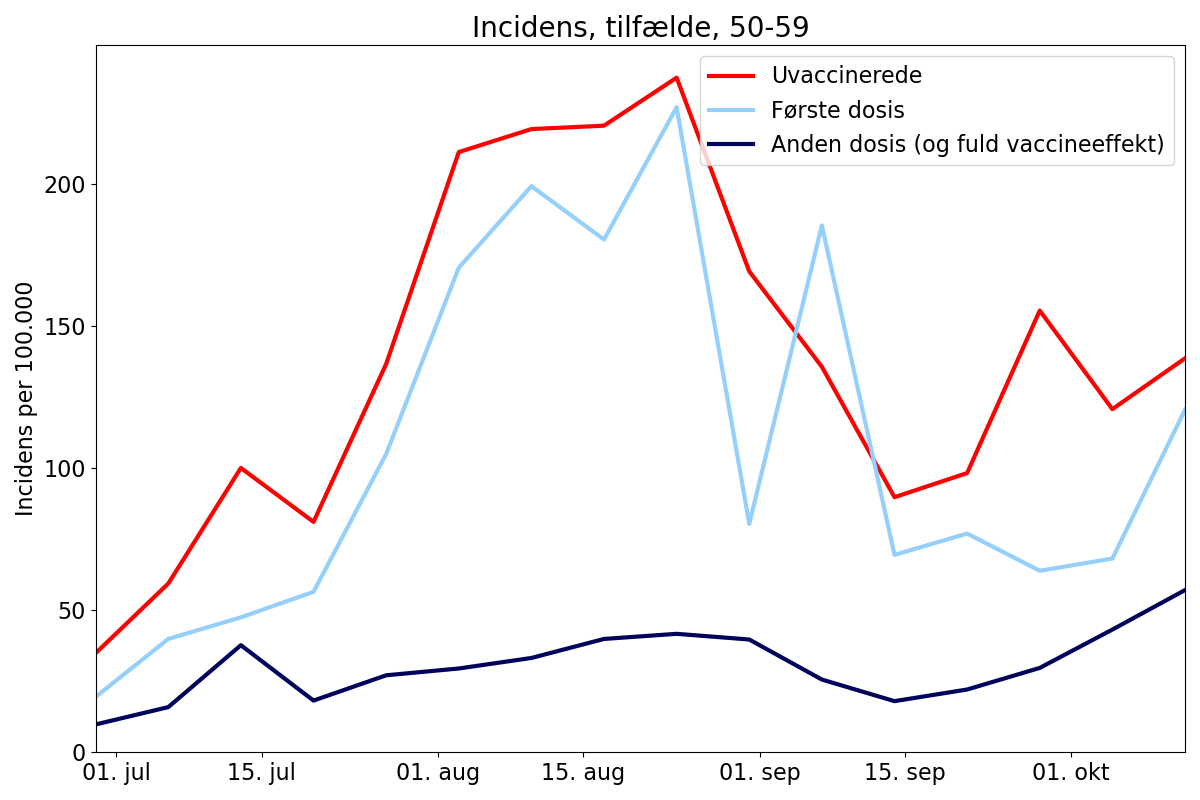 Incidens, tilfælde, 50-59
Uvaccinerede
Første dosis
Anden dosis (og fuld vaccineeffekt)
Incidens per 100.000
200
150
100
50
0
01. jul
15. jul
01. aug
15. aug
01. sep
15. sep
01. okt